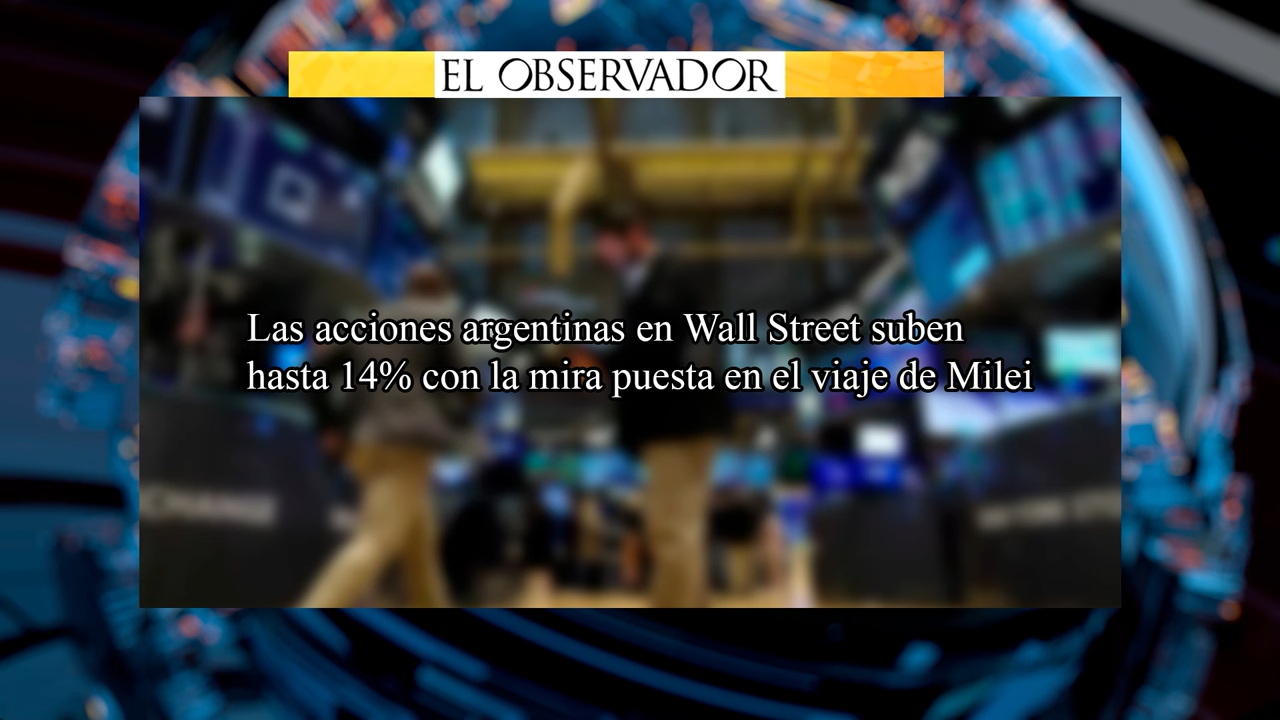 EL OBSERVADOR
Las acciones argentinas en Wall Street suben
hasta 14% con la mira puesta en el viaje de Milei
CHANGE